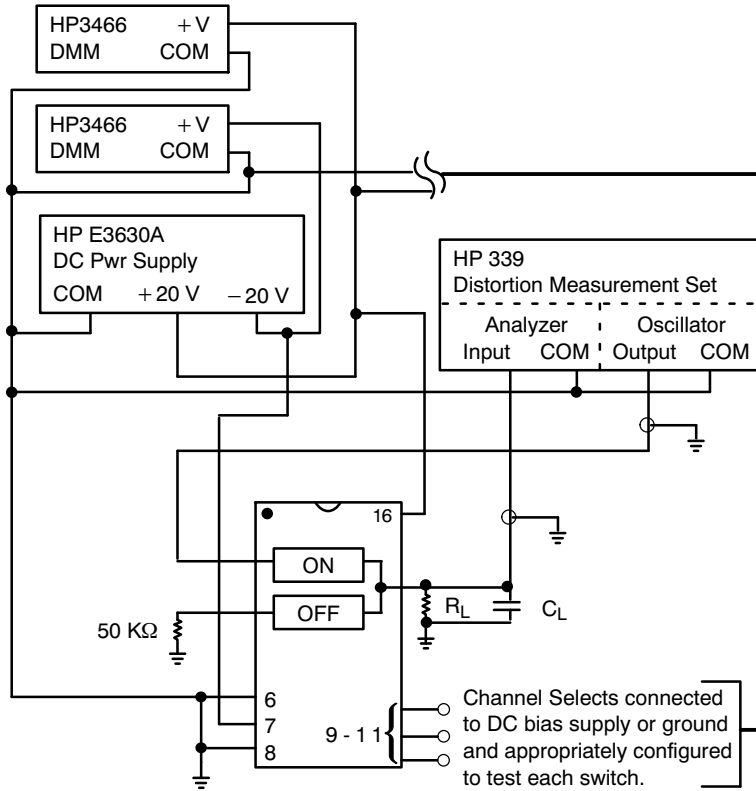 HP3466 +V
DMM COM
HP3466 +V
DMM COM
HP E3630A
DC Pwr Supply
COM +20 V −20 V
HP 339
Distortion Measurement Set
Analyzer Oscillator
Input COM Output COM
16
ON
OFF
50 KΩ
RL
CL
6
7
8
9 - 1 1
Channel Selects connected
to DC bias supply or ground
and appropriately configured
to test each switch.